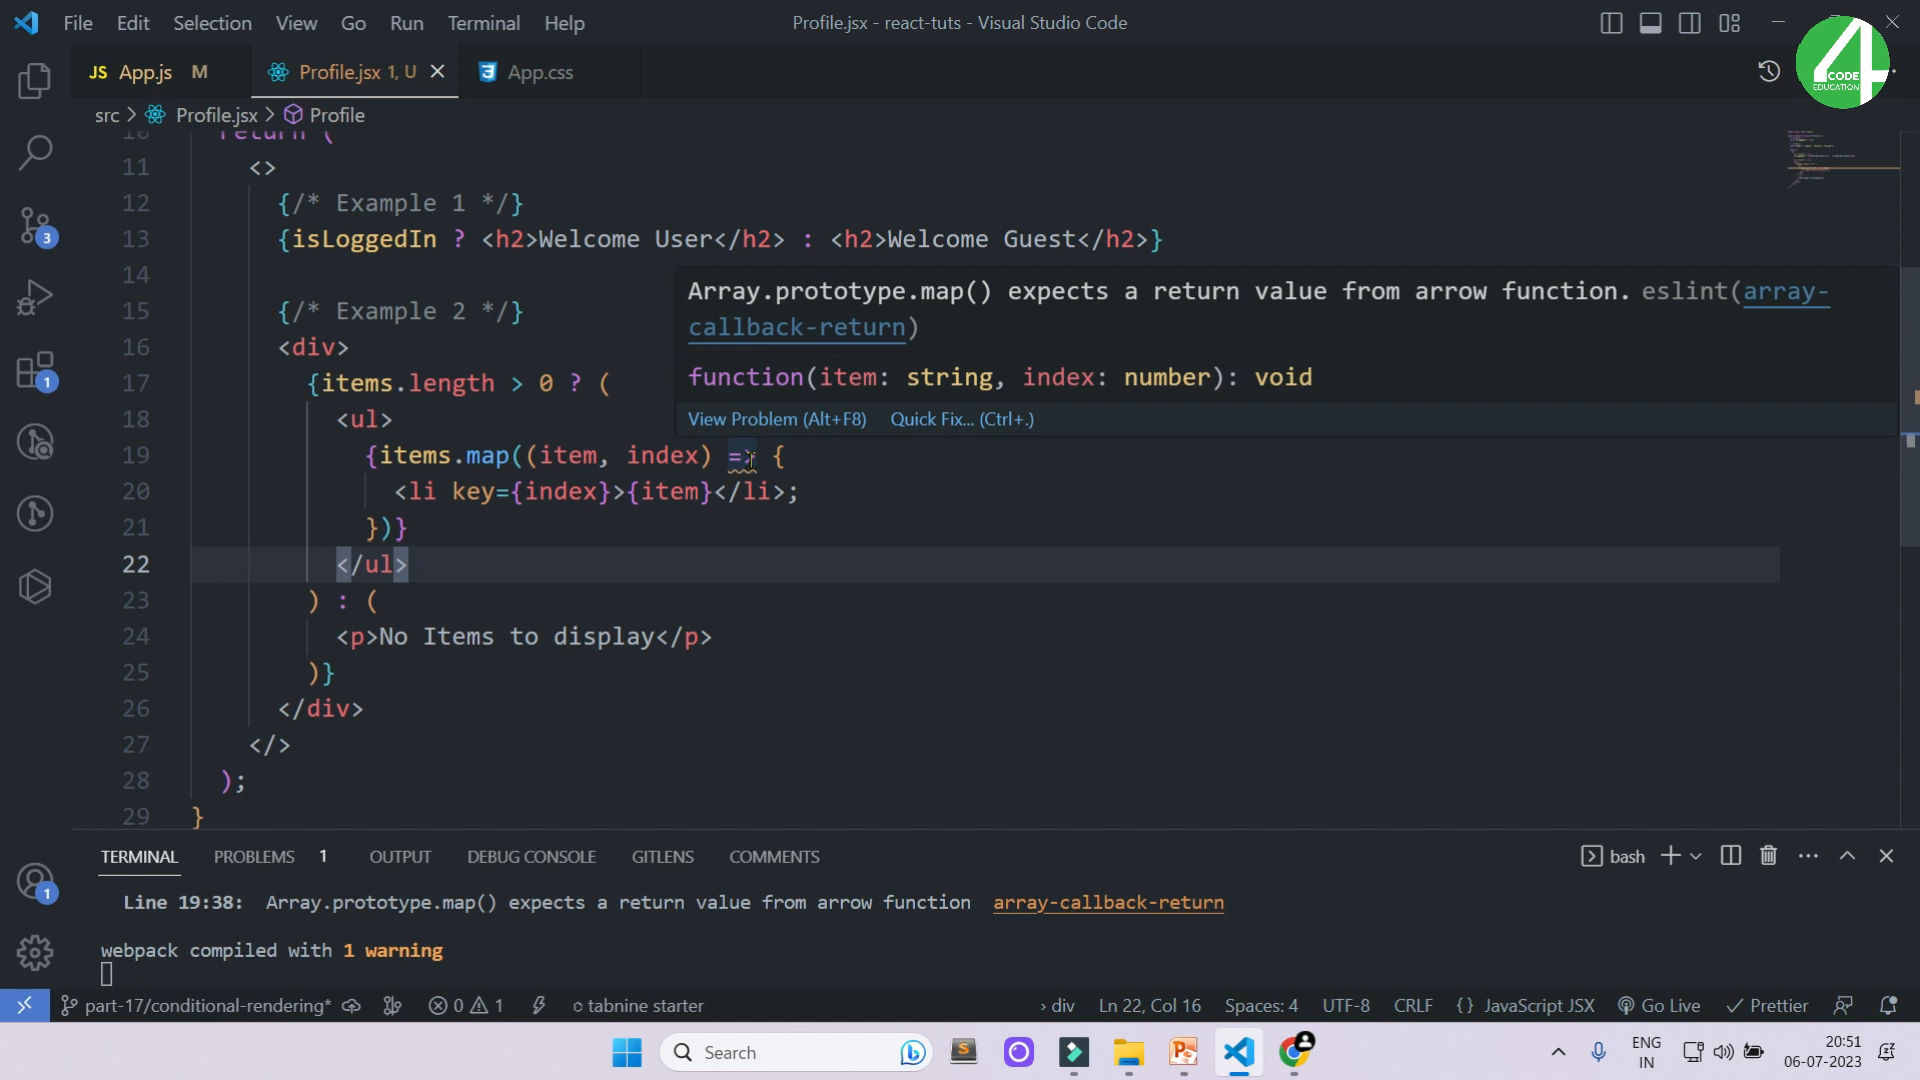 File Edit Selection View Go Run Terminal Help
Profile.jsx - react-tuts - Visual Studio Code
4
CODE
EDUCATION
JS App.js M
Profile.jsx 1, U
App.css
src > Profile.jsx > Profile
10 return (
11 <>
12 {/* Example 1 */}
13 {isLoggedIn ? <h2>Welcome User</h2> : <h2>Welcome Guest</h2>}
14
Array.prototype.map() expects a return value from arrow function. eslint(array-
15 {/* Example 2 */}
callback-return)
16 <div>
17 {items.length > 0 ? (
function(item: string, index: number): void
18 <ul>
View Problem (Alt+F8) Quick Fix... (Ctrl+.)
19 {items.map((item, index) => {
20 <li key={index}>{item}</li>;
21 })}
22 </ul>
23 ) : (
24 <p>No Items to display</p>
25 )}
26 </div>
27 </>
28 );
29 }
TERMINAL PROBLEMS 1 OUTPUT DEBUG CONSOLE GITLENS COMMENTS
bash
Line 19:38: Array.prototype.map() expects a return value from arrow function array-callback-return
webpack compiled with 1 warning
part-17/conditional-rendering* 0 1 tabnine starter
› div Ln 22, Col 16 Spaces: 4 UTF-8 CRLF {} JavaScript JSX Go Live Prettier
3
1
1
Search
ENG
IN
20:51
06-07-2023